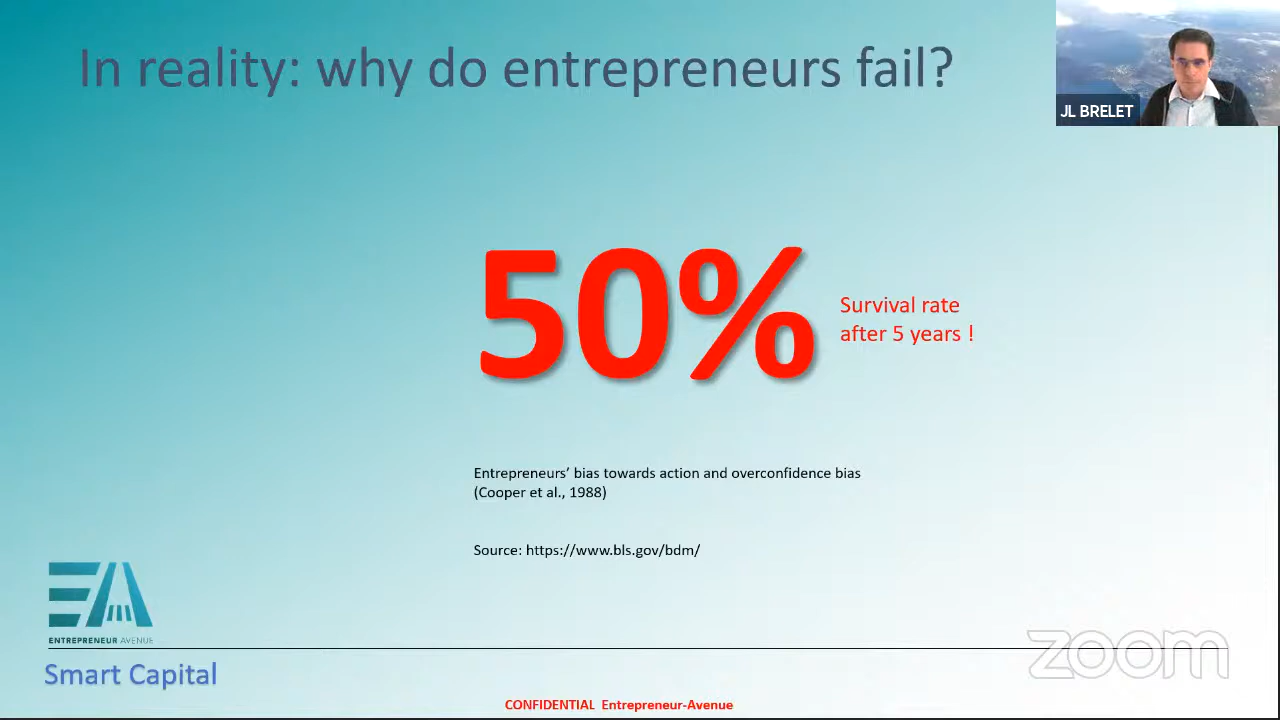 In reality: why do entrepreneurs fail?
JL BRELET
50%
Survival rate
after 5 years !
Entrepreneurs’ bias towards action and overconfidence bias
(Cooper et al., 1988)
Source: https://www.bls.gov/bdm/
EA
ENTREPRENEUR AVENUE
Smart Capital
zoom
CONFIDENTIAL Entrepreneur-Avenue